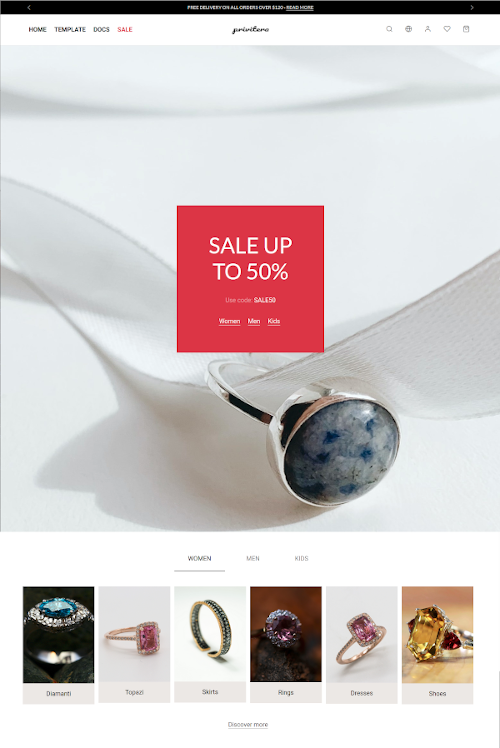 FREE DELIVERY ON ALL ORDERS OVER $120 - READ MORE
HOME TEMPLATE DOCS SALE
privitera
SALE UP
TO 50%
Use code: SALE50
Women Men Kids
WOMEN MEN KIDS
Diamanti Topazi Skirts Rings Dresses Shoes
Discover more